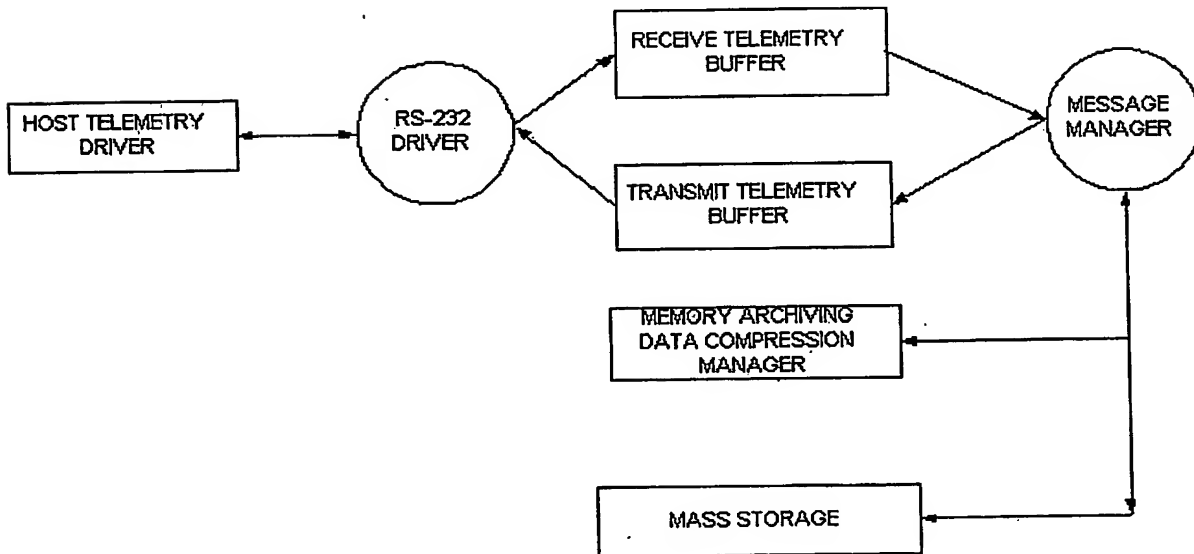 HOST TELEMETRY
DRIVER
RS-232
DRIVER
RECEIVE TELEMETRY
BUFFER
TRANSMIT TELEMETRY
BUFFER
MESSAGE
MANAGER
MEMORY ARCHIVING
DATA COMPRESSION
MANAGER
MASS STORAGE